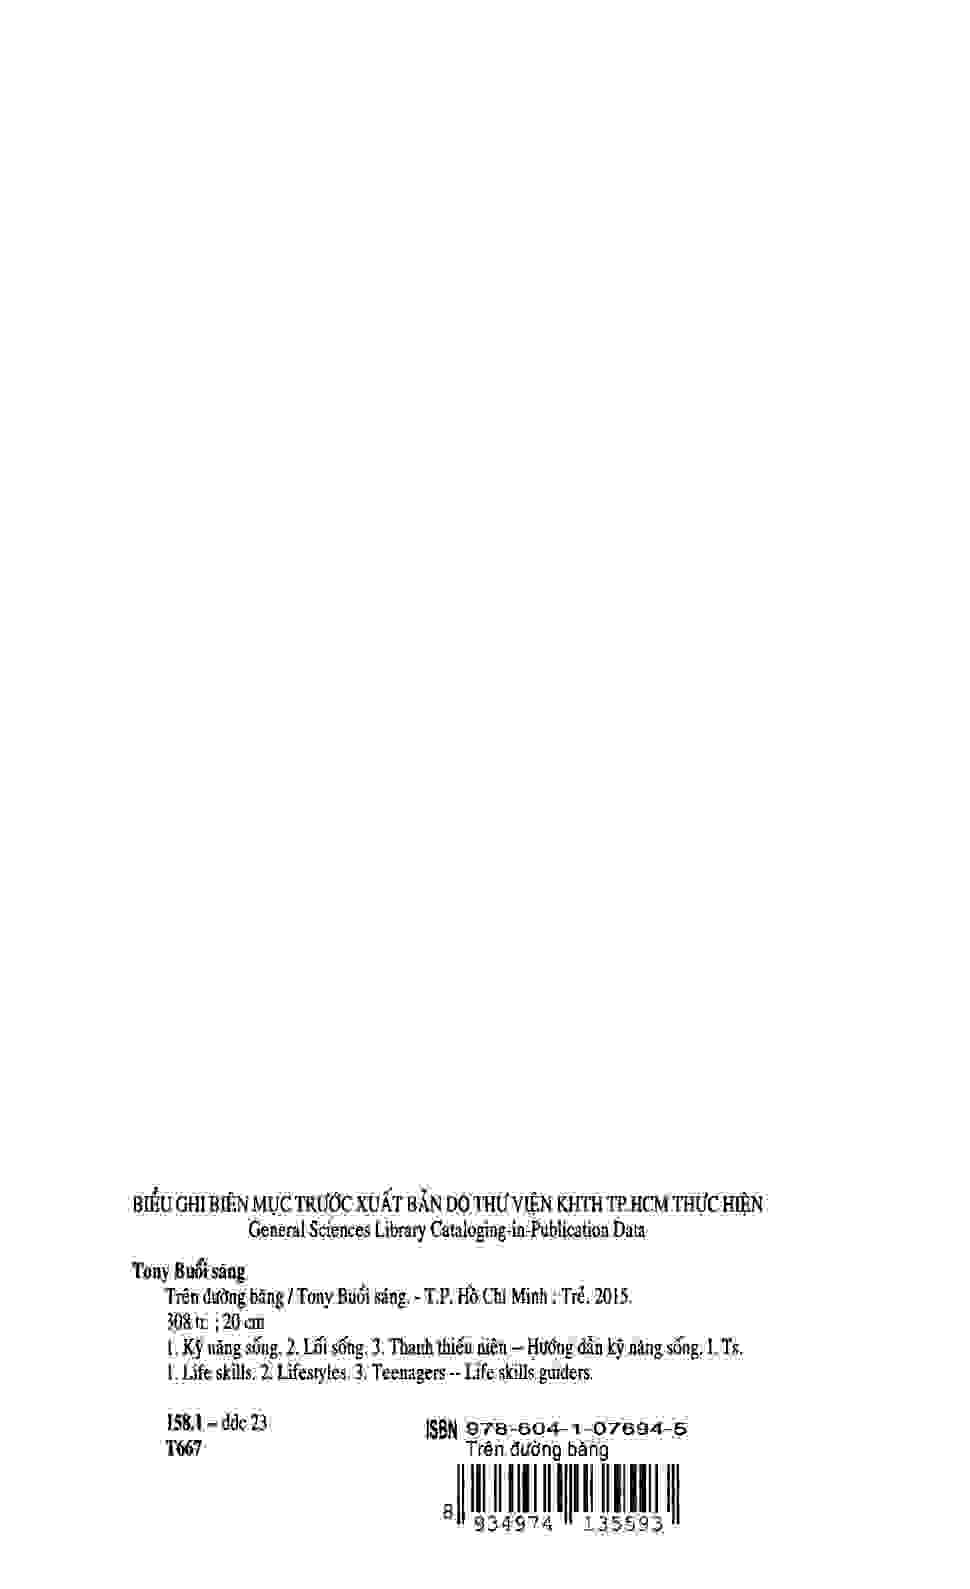 BIỂU GHI BIÊN MỤC TRƯỚC XUẤT BẢN DO THƯ VIỆN KHTH TP.HCM THỰC HIỆN
General Sciences Library Cataloging-in-Publication Data
Tony Buổi sáng
Trên đường băng / Tony Buổi sáng. - T.P. Hồ Chí Minh : Trẻ, 2015.
308 tr. ; 20 cm
1. Kỹ năng sống. 2. Lối sống. 3. Thanh thiếu niên -- Hướng dẫn kỹ năng sống. I. Ts.
1. Life skills. 2. Lifestyles. 3. Teenagers -- Life skills guiders.
158.1 -- ddc 23
T667
ISBN 978-604-1-07694-5
Trên đường băng
8 934974 135593